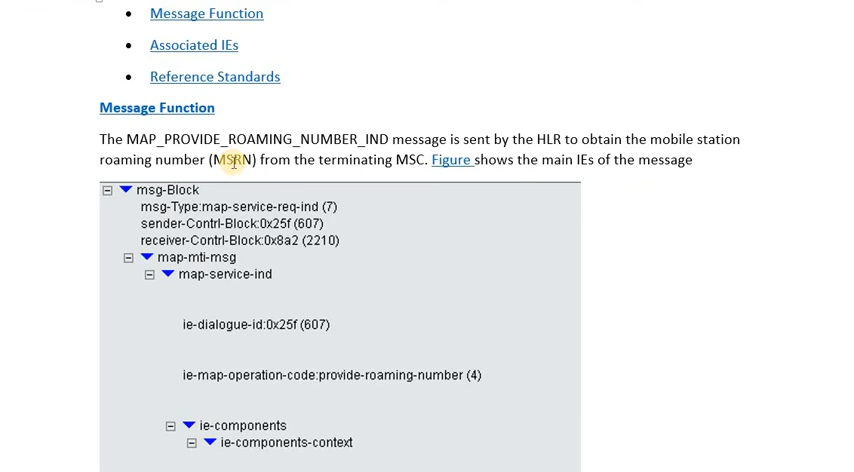 Message Function
Associated IEs
Reference Standards
Message Function
The MAP_PROVIDE_ROAMING_NUMBER_IND message is sent by the HLR to obtain the mobile station
roaming number (MSRN) from the terminating MSC. Figure shows the main IEs of the message
msg-Block
msg-Type:map-service-req-ind (7)
sender-Contrl-Block:0x25f (607)
receiver-Contrl-Block:0x8a2 (2210)
map-mti-msg
map-service-ind
ie-dialogue-id:0x25f (607)
ie-map-operation-code:provide-roaming-number (4)
ie-components
ie-components-context